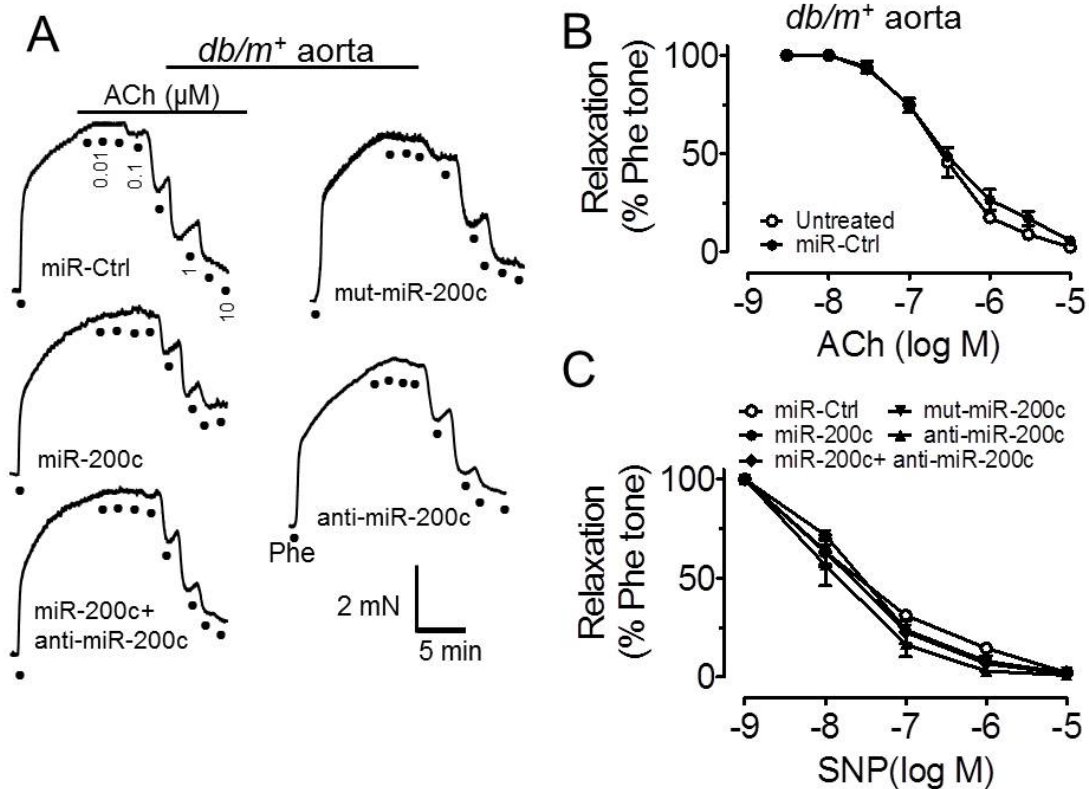 A
db/m⁺ aorta
ACh (µM)
0.01
0.1
1
10
miR-Ctrl
mut-miR-200c
miR-200c
anti-miR-200c
Phe
miR-200c+
anti-miR-200c
2 mN
5 min
B
db/m⁺ aorta
Relaxation
(% Phe tone)
100
50
0
Untreated
miR-Ctrl
-9 -8 -7 -6 -5
ACh (log M)
C
miR-Ctrl mut-miR-200c
miR-200c anti-miR-200c
miR-200c+ anti-miR-200c
Relaxation
(% Phe tone)
100
50
0
-9 -8 -7 -6 -5
SNP(log M)